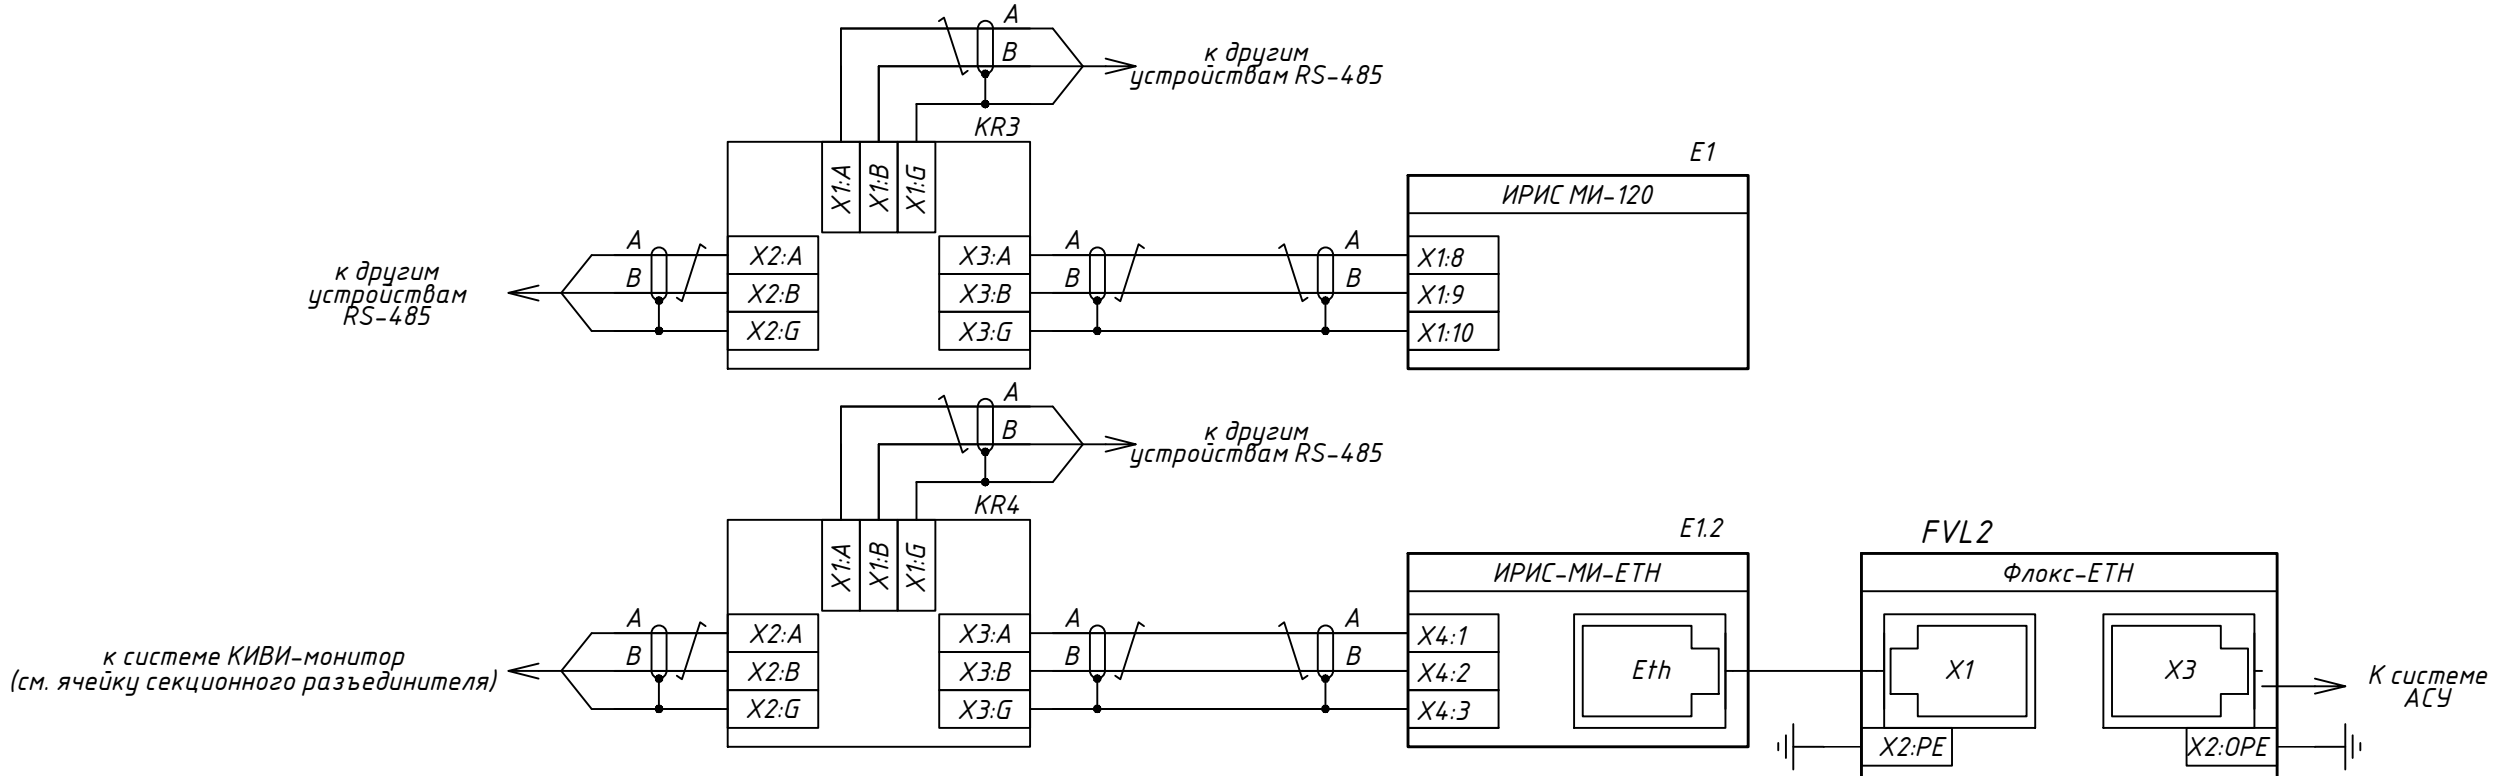 A
B
к другим
устройствам RS-485
KR3
E1
X1:A
X1:B
X1:G
ИРИС МИ-120
A
B
X2:A
X2:B
X2:G
X3:A
X3:B
X3:G
A
B
A
B
X1:8
X1:9
X1:10
к другим
устройствам
RS-485
A
B
к другим
устройствам RS-485
KR4
E1.2
FVL2
X1:A
X1:B
X1:G
ИРИС-МИ-ETH
Флокс-ETH
A
B
X2:A
X2:B
X2:G
X3:A
X3:B
X3:G
A
B
A
B
X4:1
X4:2
X4:3
Eth
X1
X3
к системе КИВИ-монитор
(см. ячейку секционного разъединителя)
К системе
АСУ
X2:PE
X2:OPE